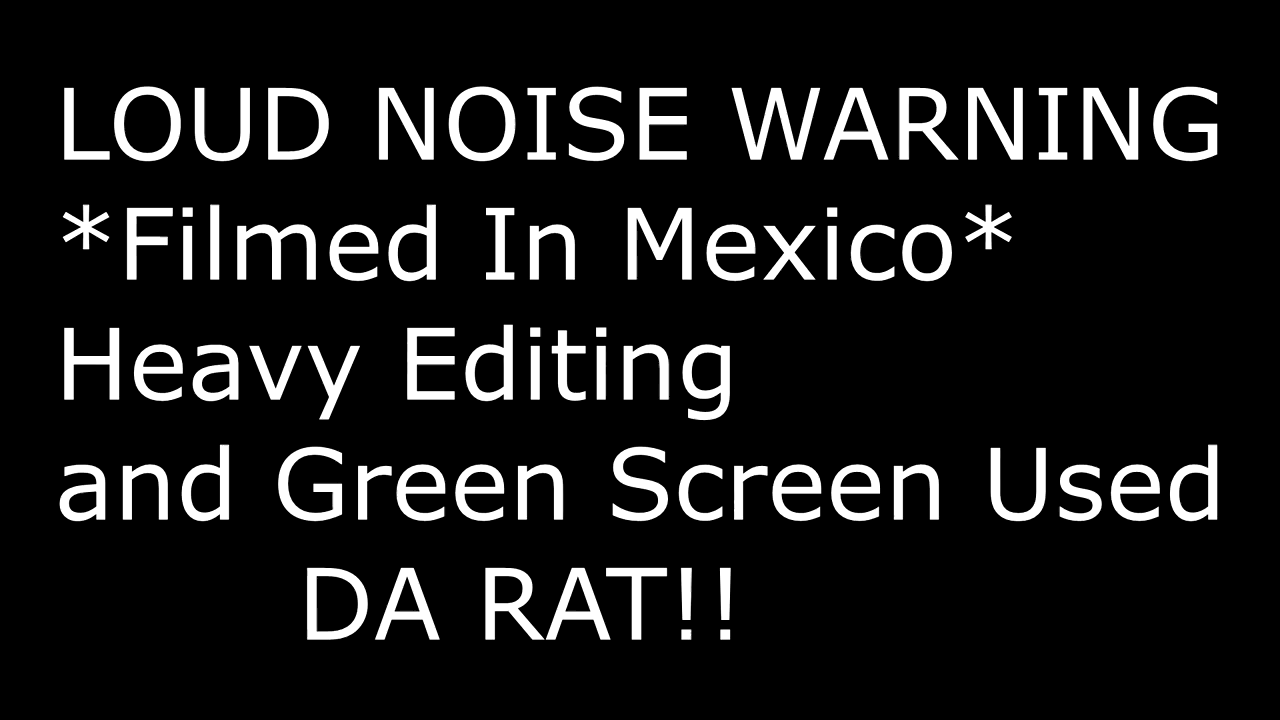 LOUD NOISE WARNING
*Filmed In Mexico*
Heavy Editing
and Green Screen Used
DA RAT!!